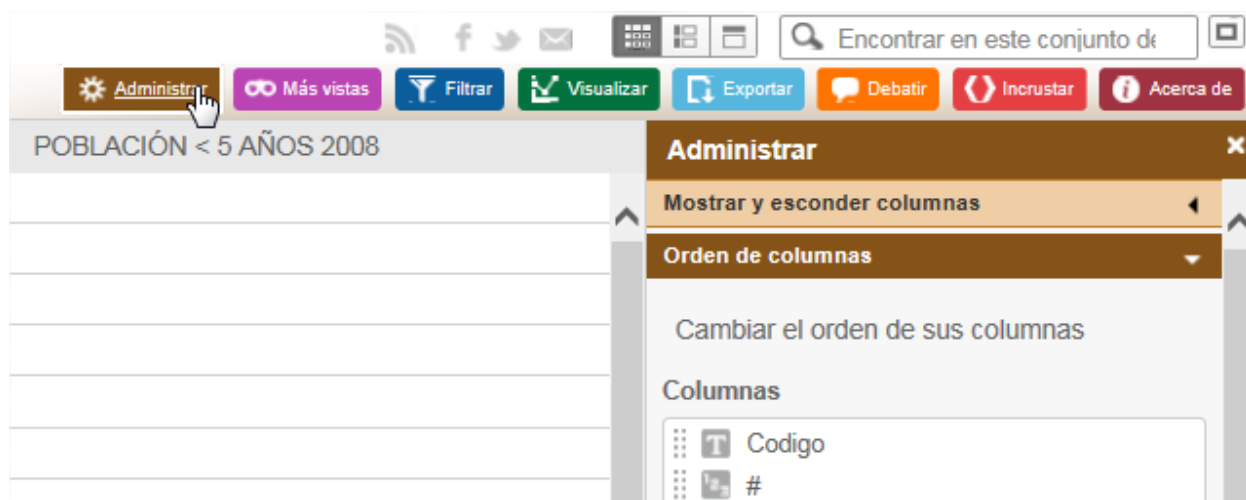 Encontrar en este conjunto de
Administrar Más vistas Filtrar Visualizar Exportar Debatir Incrustar Acerca de
POBLACIÓN < 5 AÑOS 2008
Administrar
Mostrar y esconder columnas
Orden de columnas
Cambiar el orden de sus columnas
Columnas
Codigo
#